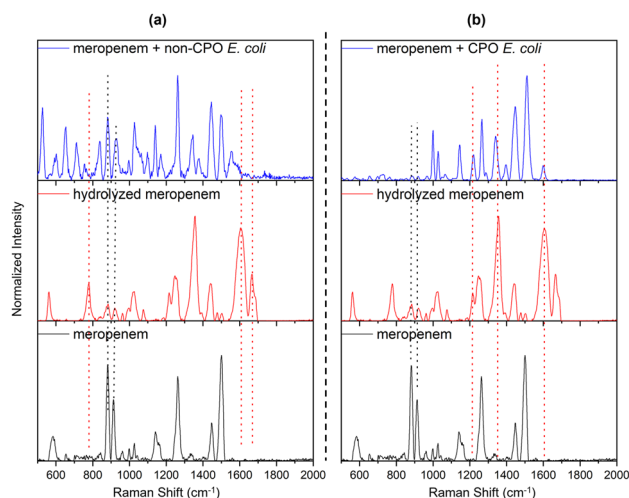 (a)
(b)
meropenem + non-CPO E. coli
meropenem + CPO E. coli
hydrolyzed meropenem
hydrolyzed meropenem
meropenem
meropenem
Normalized Intensity
600 800 1000 1200 1400 1600 1800 2000
400 600 800 1000 1200 1400 1600 1800 2000
Raman Shift (cm⁻¹)
Raman Shift (cm⁻¹)